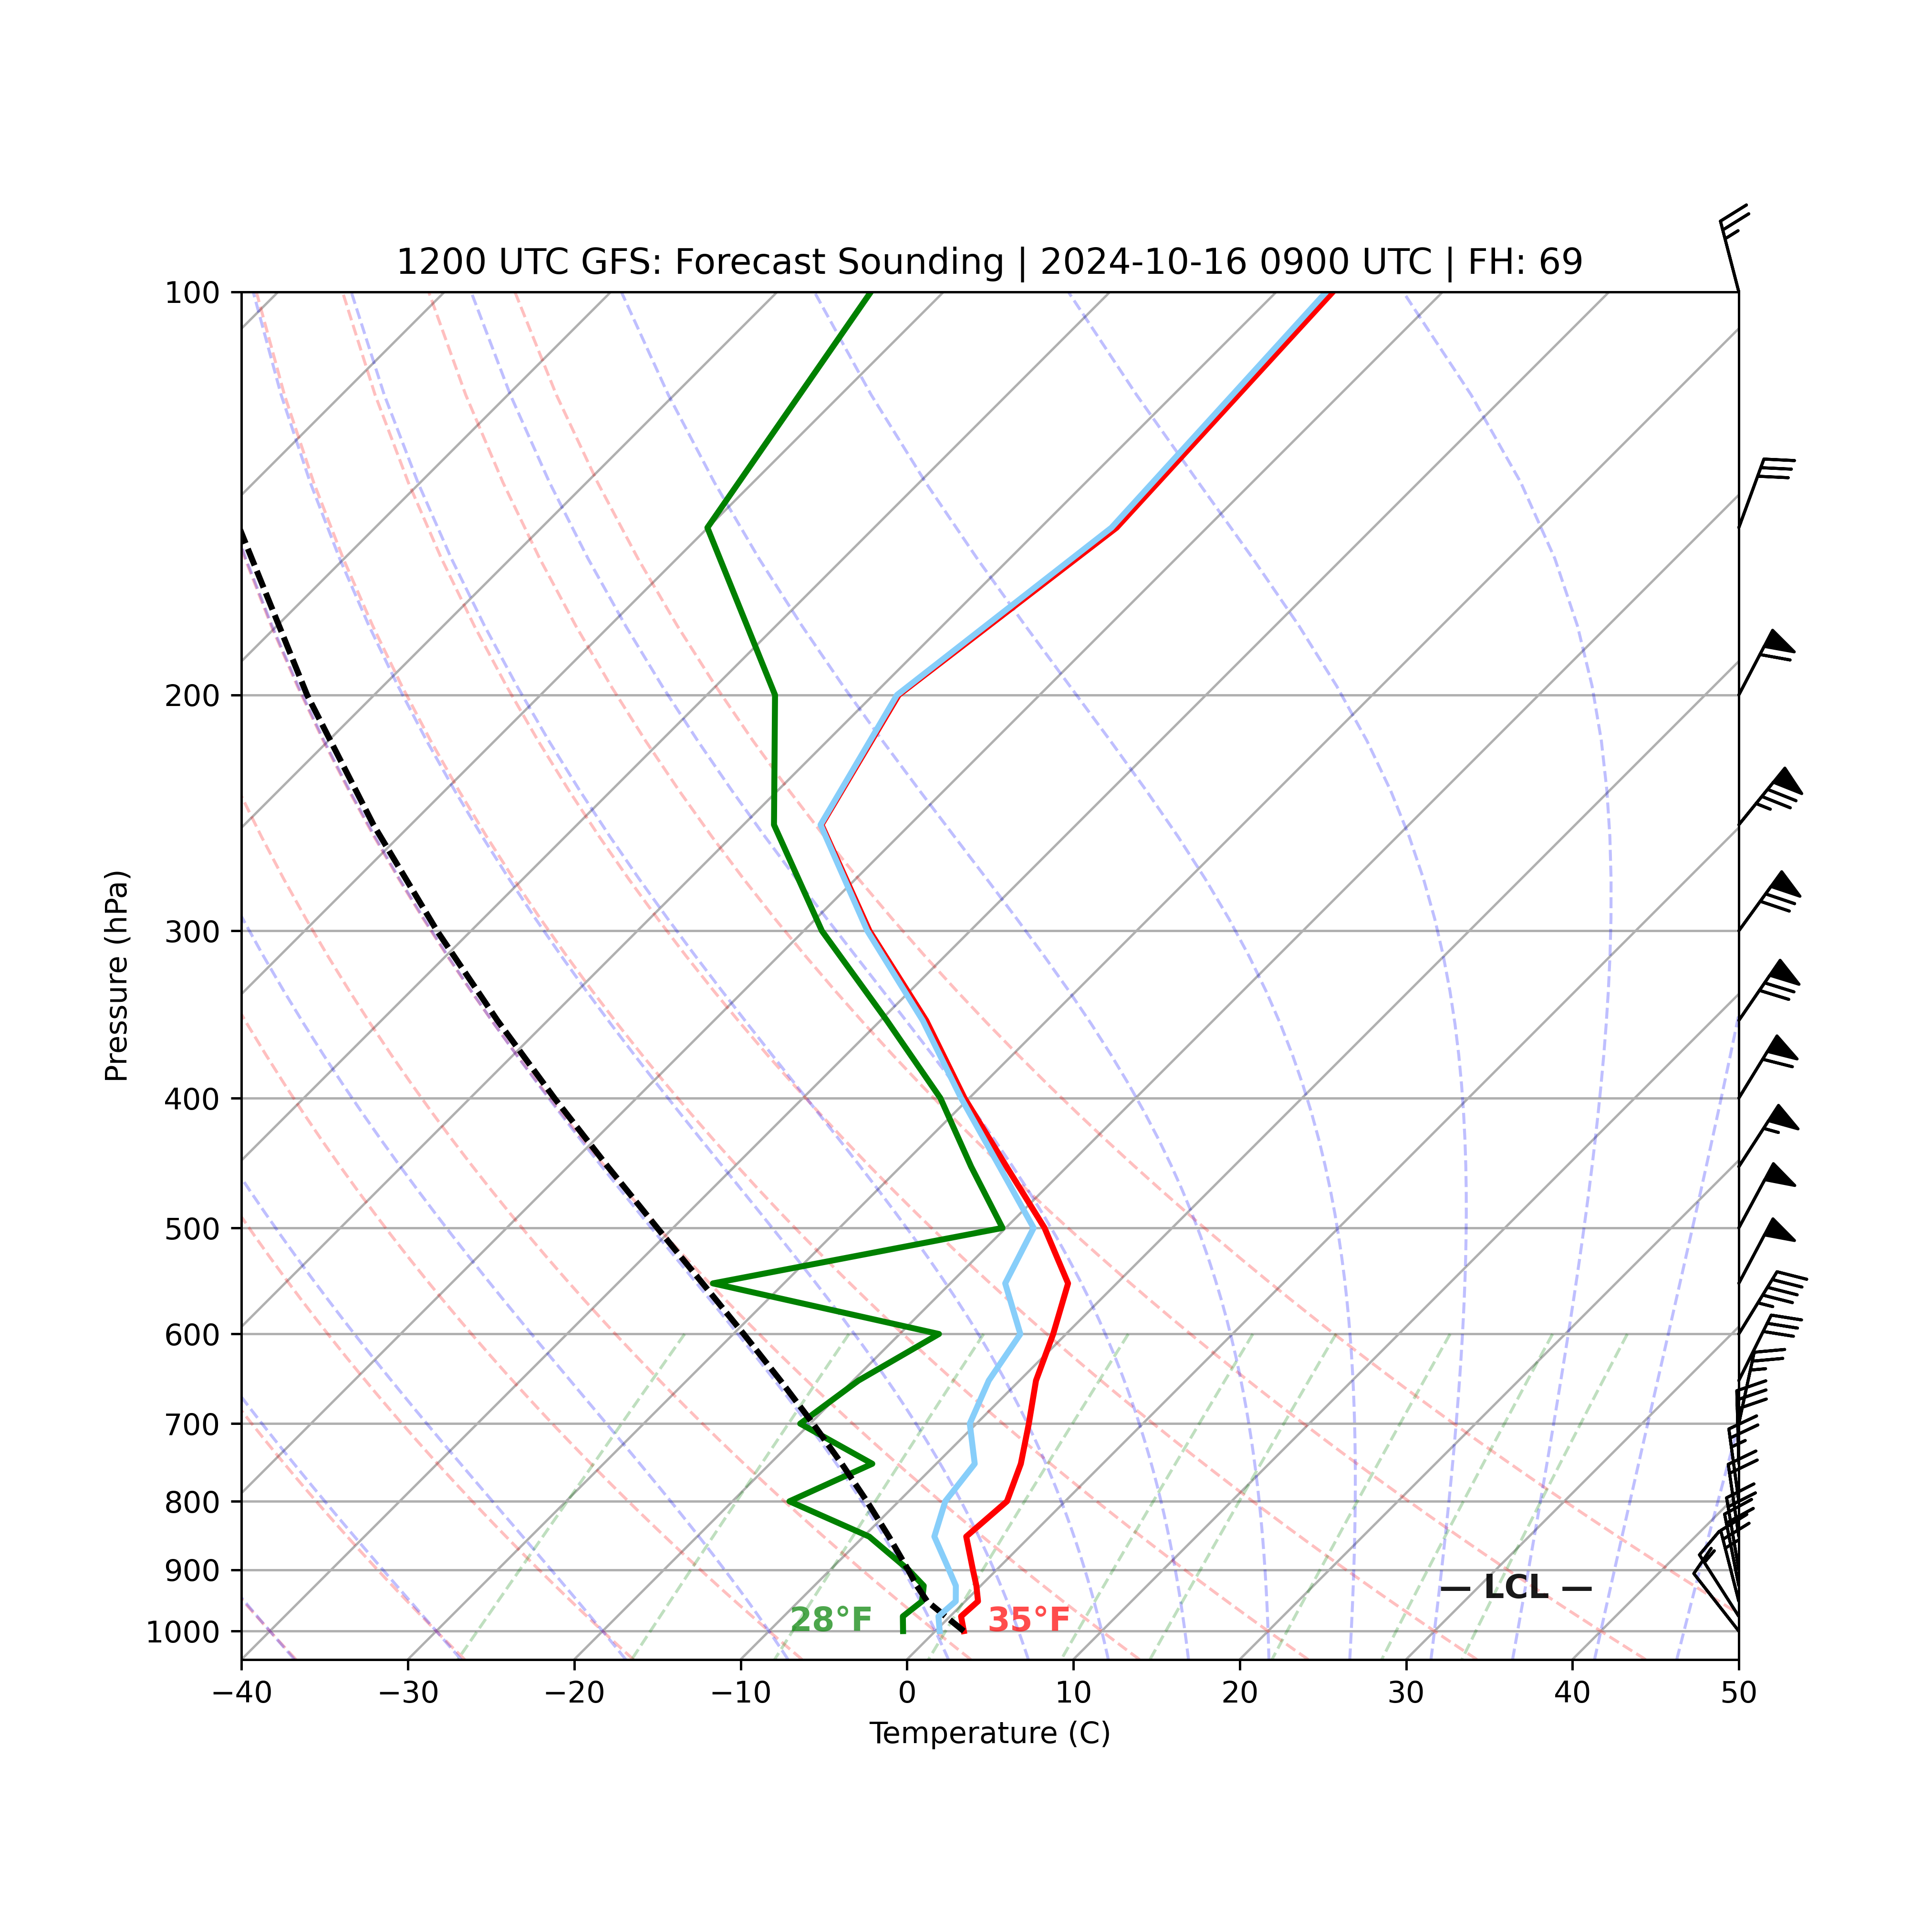 1200 UTC GFS: Forecast Sounding | 2024-10-16 0900 UTC | FH: 69
100
200
300
400
500
600
700
800
900
1000
Pressure (hPa)
— LCL —
28°F
35°F
−40 −30 −20 −10 0 10 20 30 40 50
Temperature (C)